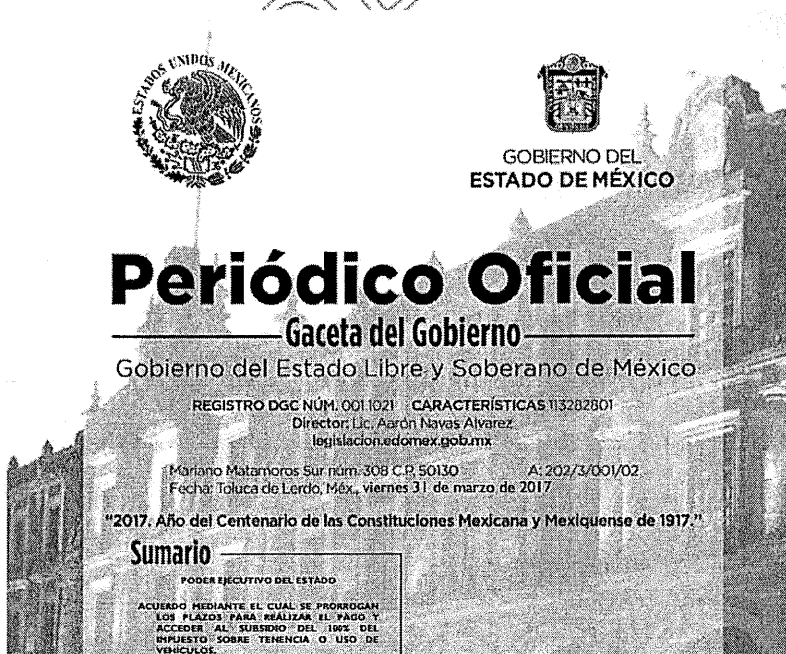 ESTADOS UNIDOS MEXICANOS
GOBIERNO DEL
ESTADO DE MÉXICO
Periódico Oficial
Gaceta del Gobierno
Gobierno del Estado Libre y Soberano de México
REGISTRO DGC NÚM. 001 1021 CARACTERÍSTICAS 113282801
Director: Lic. Aarón Navas Alvarez
legislacion.edomex.gob.mx
Mariano Matamoros Sur núm. 308 C.P. 50130 A: 202/3/001/02
Fecha: Toluca de Lerdo, Méx., viernes 31 de marzo de 2017
"2017. Año del Centenario de las Constituciones Mexicana y Mexiquense de 1917."
Sumario
PODER EJECUTIVO DEL ESTADO
ACUERDO MEDIANTE EL CUAL SE PRORROGAN
LOS PLAZOS PARA REALIZAR EL PAGO Y
ACCEDER AL SUBSIDIO DEL 100% DEL
IMPUESTO SOBRE TENENCIA O USO DE
VEHÍCULOS.